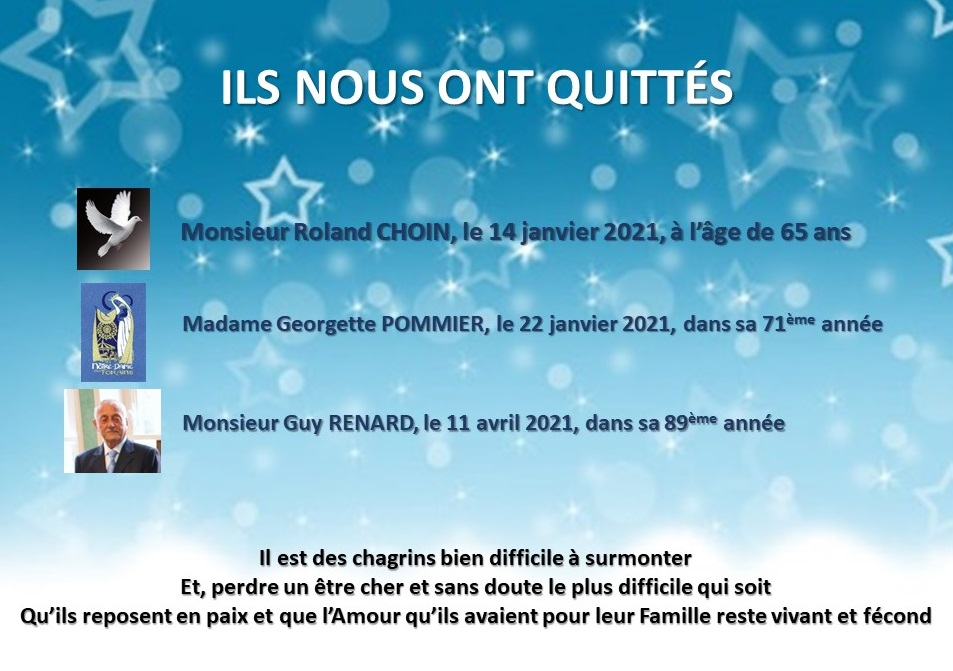 ILS NOUS ONT QUITTÉS
Monsieur Roland CHOIN, le 14 janvier 2021, à l’âge de 65 ans
NOTRE-DAME
FORAINS
Madame Georgette POMMIER, le 22 janvier 2021, dans sa 71ème année
Monsieur Guy RENARD, le 11 avril 2021, dans sa 89ème année
Il est des chagrins bien difficile à surmonter
Et, perdre un être cher et sans doute le plus difficile qui soit
Qu’ils reposent en paix et que l’Amour qu’ils avaient pour leur Famille reste vivant et fécond